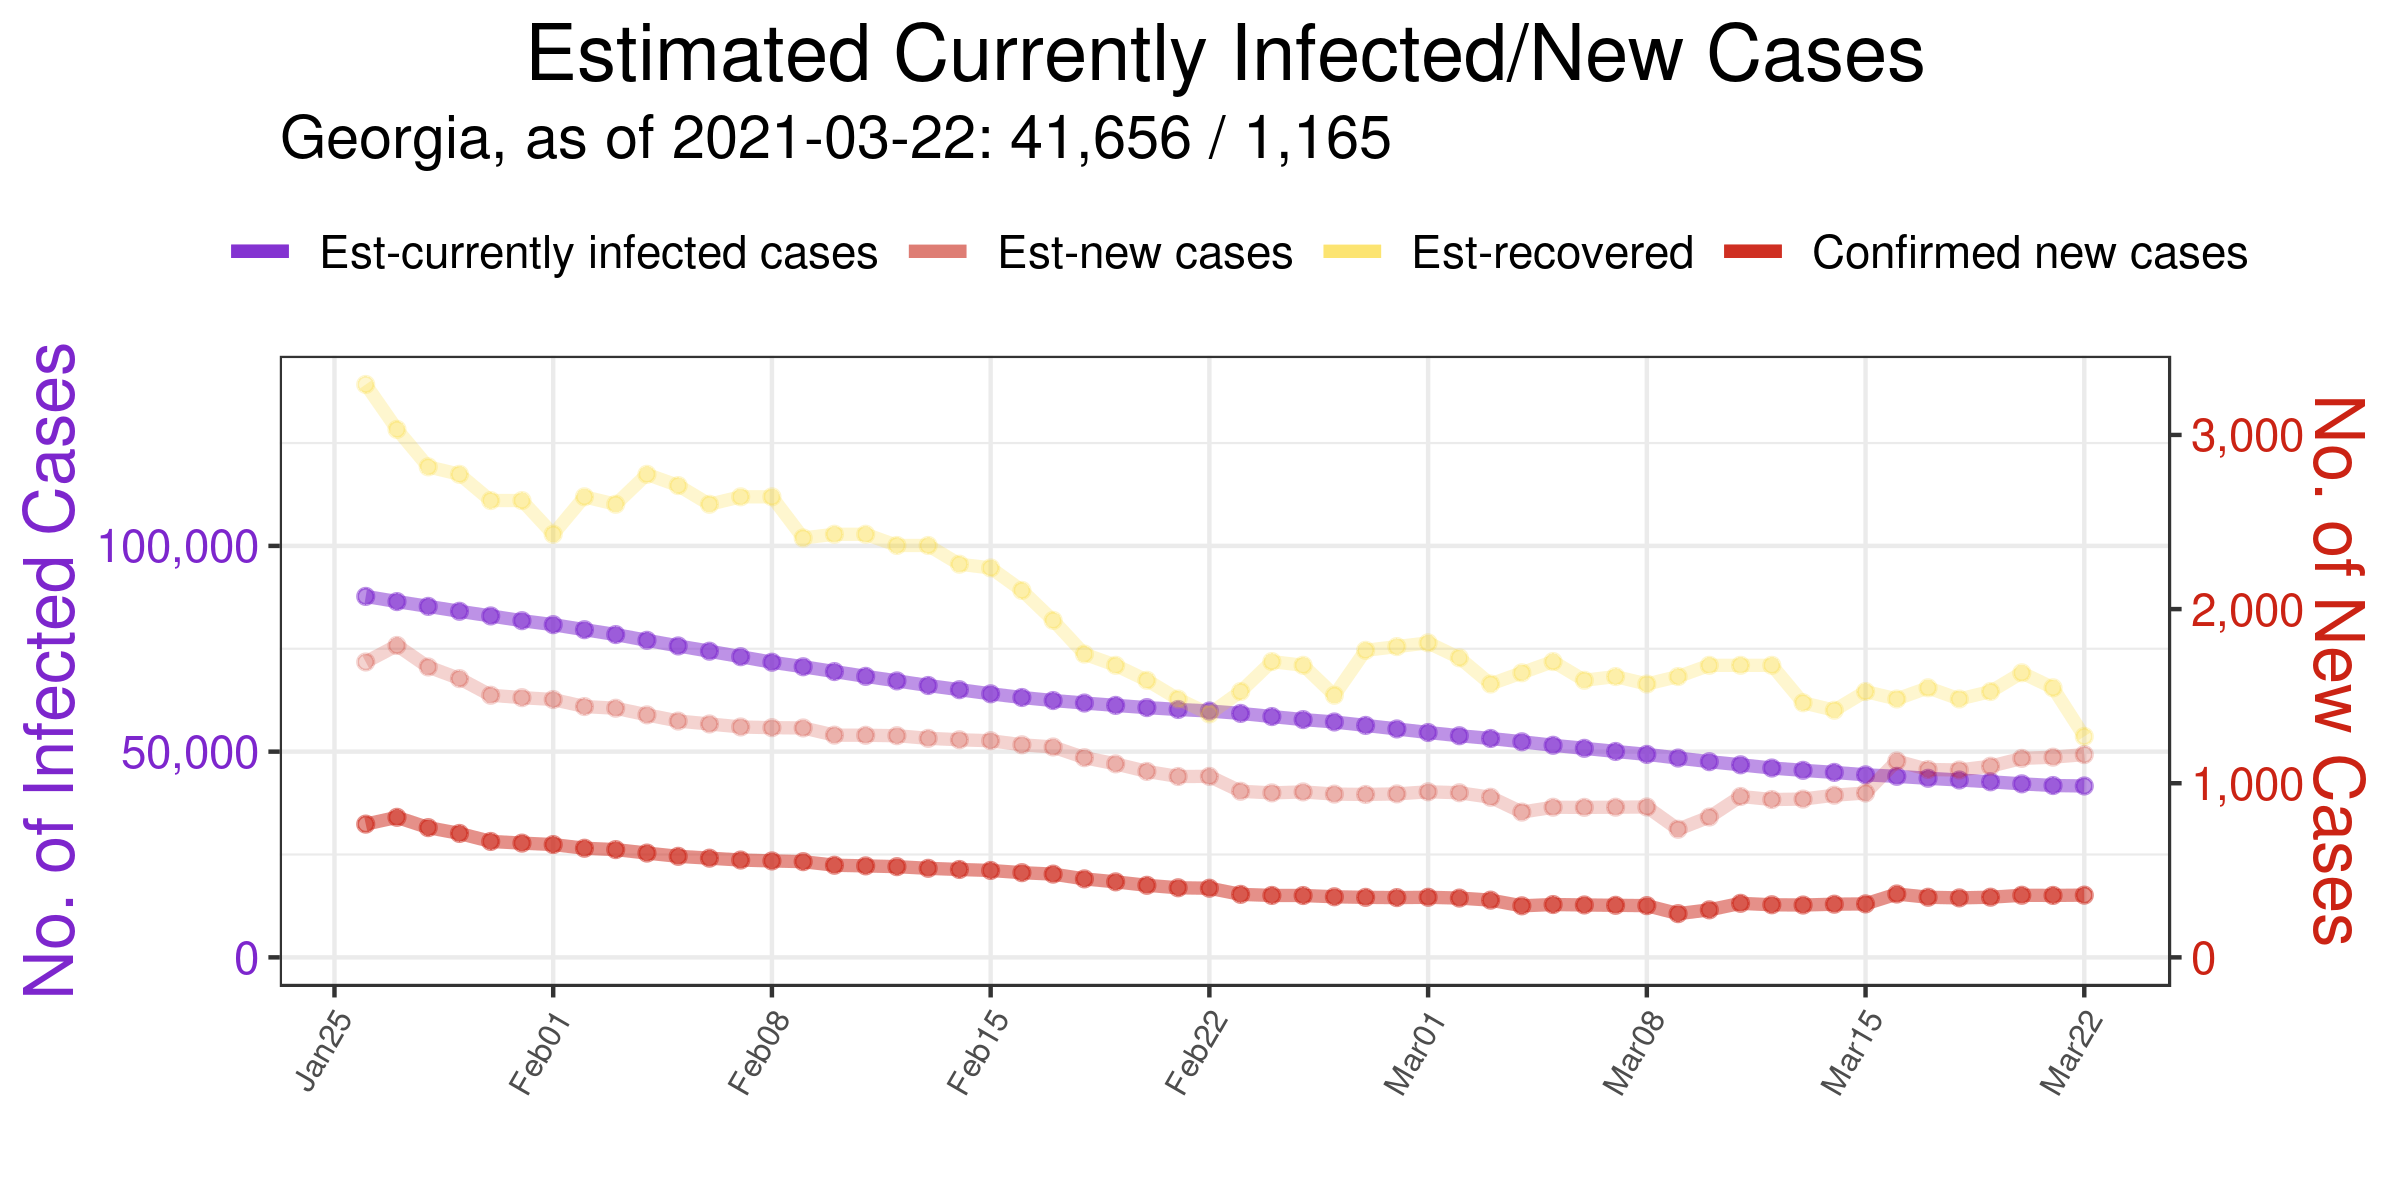 Estimated Currently Infected/New Cases
Georgia, as of 2021-03-22: 41,656 / 1,165
Est-currently infected cases Est-new cases Est-recovered Confirmed new cases
No. of Infected Cases
100,000
50,000
0
3,000
2,000
1,000
0
No. of New Cases
Jan25 Feb01 Feb08 Feb15 Feb22 Mar01 Mar08 Mar15 Mar22